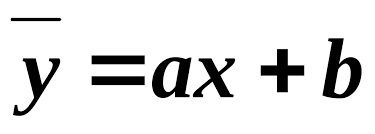 y̅ = ax + b